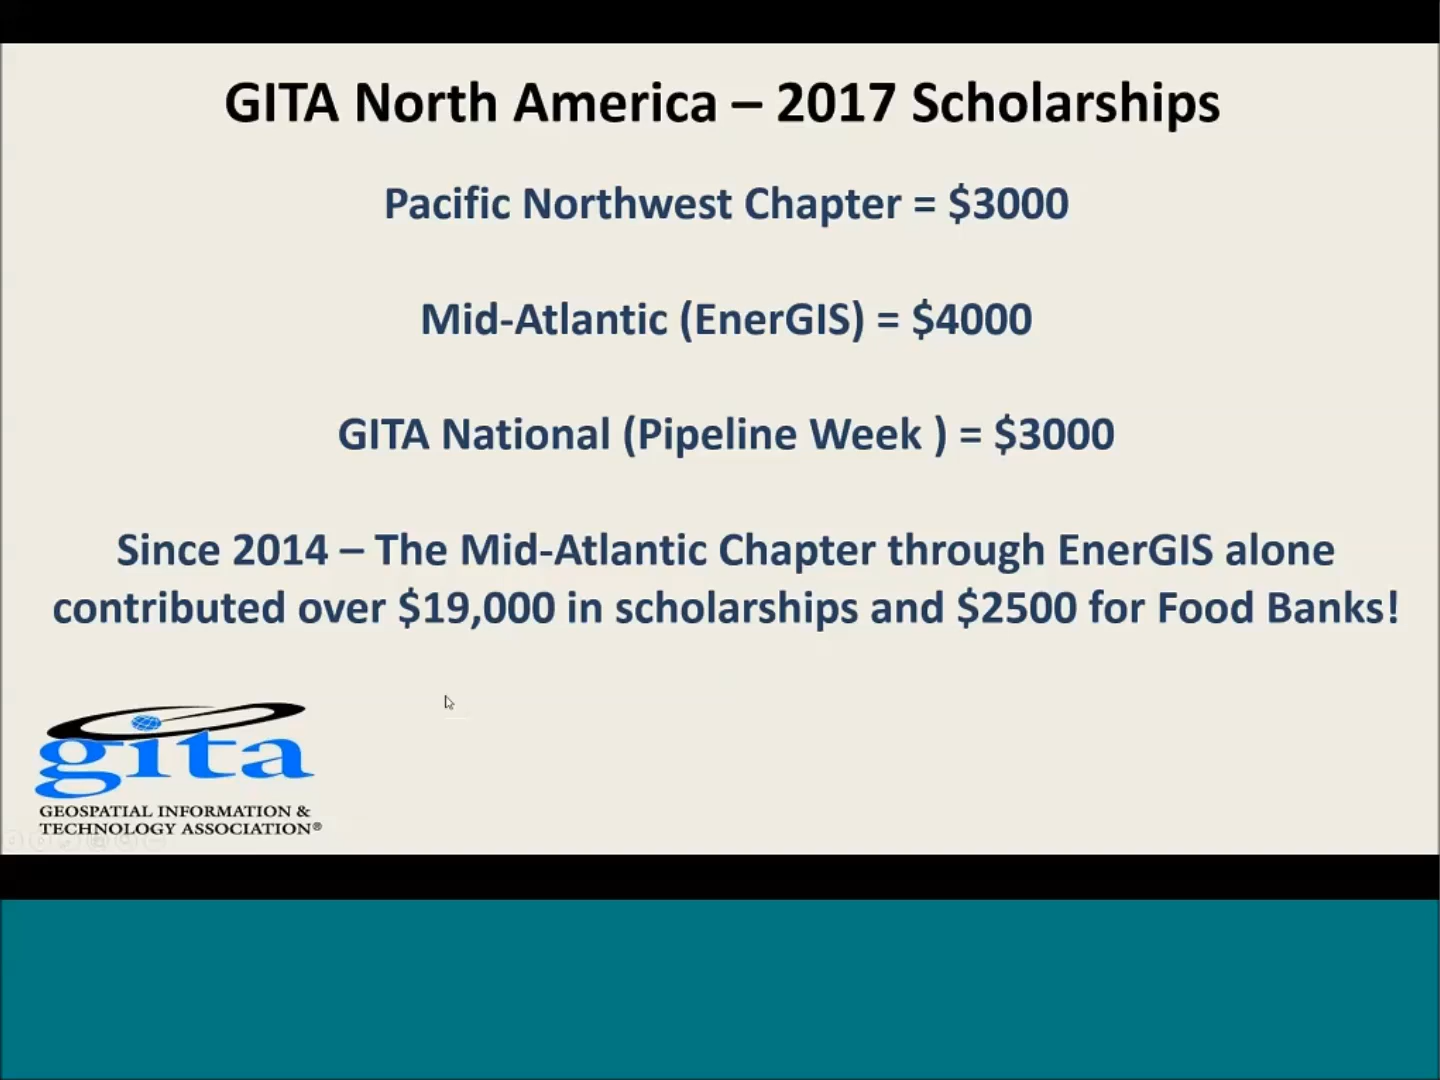 GITA North America – 2017 Scholarships
Pacific Northwest Chapter = $3000
Mid-Atlantic (EnerGIS) = $4000
GITA National (Pipeline Week ) = $3000
Since 2014 – The Mid-Atlantic Chapter through EnerGIS alone
contributed over $19,000 in scholarships and $2500 for Food Banks!
gita
GEOSPATIAL INFORMATION &
TECHNOLOGY ASSOCIATION®